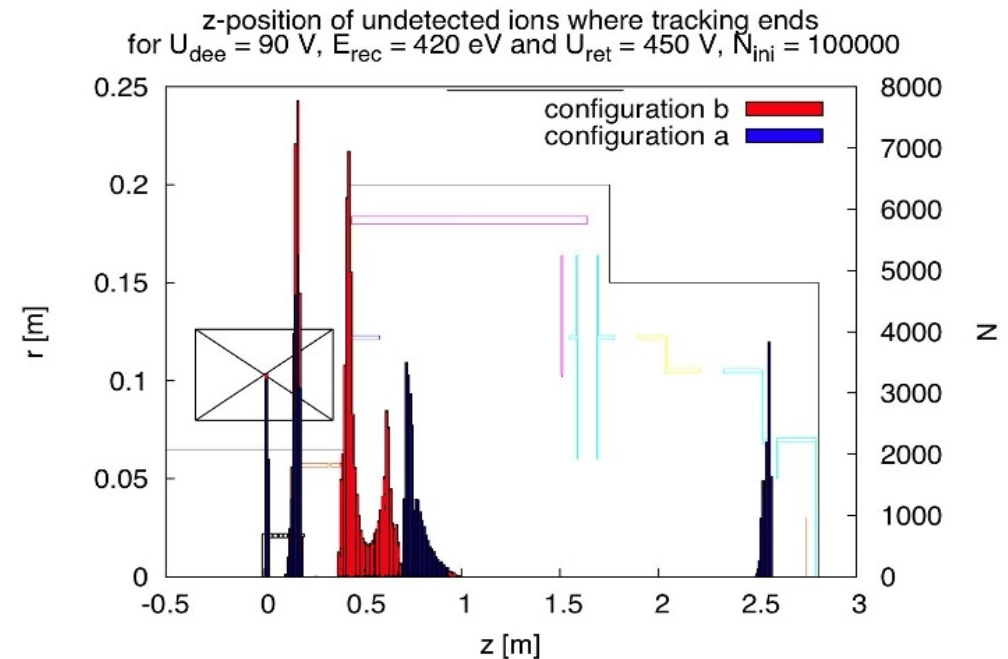 z-position of undetected ions where tracking ends
for U_dee = 90 V, E_rec = 420 eV and U_ret = 450 V, N_ini = 100000
configuration b
configuration a
0.25
0.2
0.15
0.1
0.05
0
r [m]
8000
7000
6000
5000
4000
3000
2000
1000
0
N
-0.5 0 0.5 1 1.5 2 2.5 3
z [m]